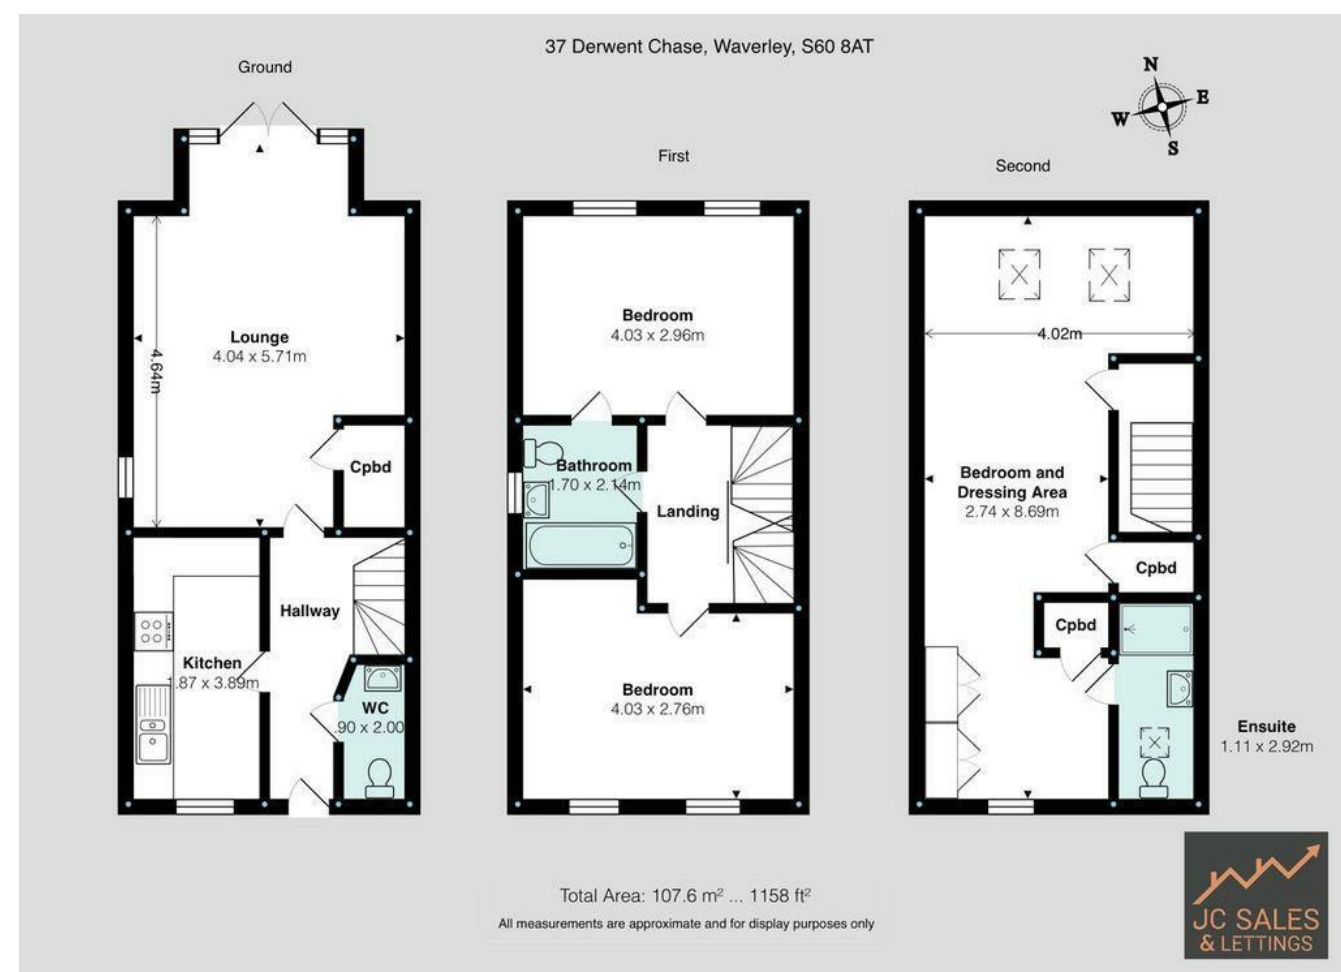 37 Derwent Chase, Waverley, S60 8AT
N
E
W
S
Ground
Lounge
4.04 x 5.71m
4.64m
Cpbd
Hallway
Kitchen
1.87 x 3.89m
WC
.90 x 2.00
First
Bedroom
4.03 x 2.96m
Bathroom
1.70 x 2.14m
Landing
Bedroom
4.03 x 2.76m
Second
4.02m
Bedroom and
Dressing Area
2.74 x 8.69m
Cpbd
Cpbd
Ensuite
1.11 x 2.92m
Total Area: 107.6 m² ... 1158 ft²
All measurements are approximate and for display purposes only
JC SALES
& LETTINGS